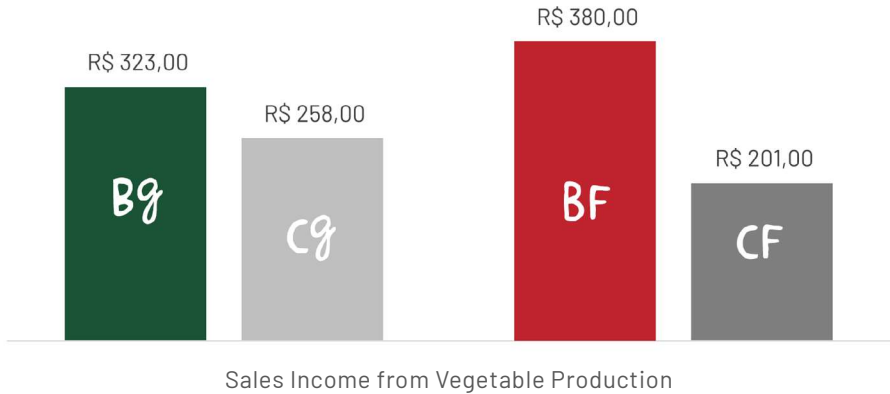 R$ 380,00
R$ 323,00
R$ 258,00
R$ 201,00
Bg
Cg
BF
CF
Sales Income from Vegetable Production